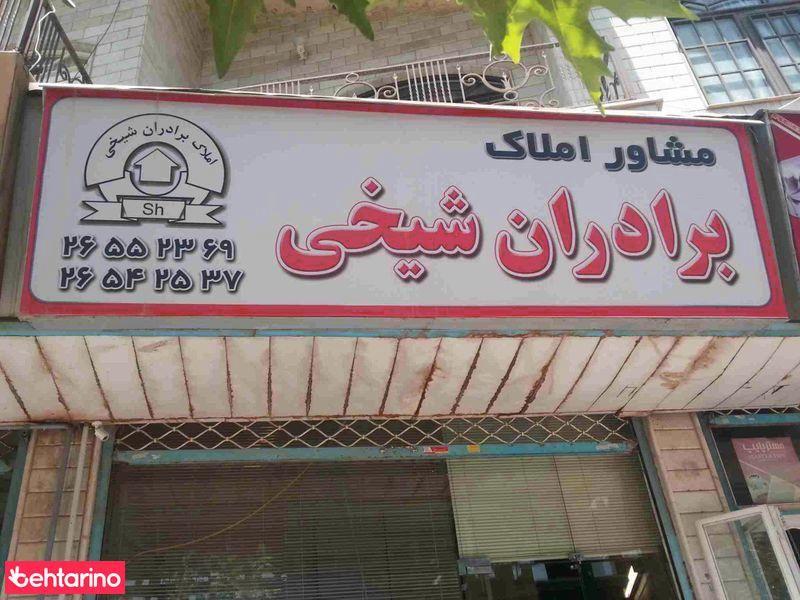 مشاور املاک
برادران شیخی
املاک برادران شیخی
Sh
۲۶ ۵۵ ۲۳ ۶۹
۲۶ ۵۴ ۲۵ ۳۷
behtarino